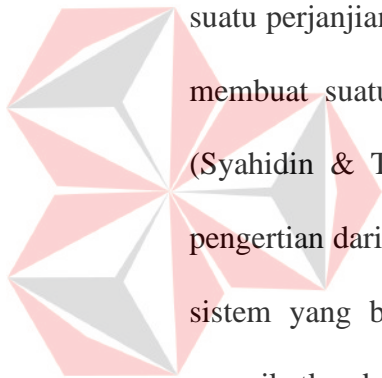 suatu perjanjian
membuat suatu
(Syahidin & T
pengertian dari
sistem yang b